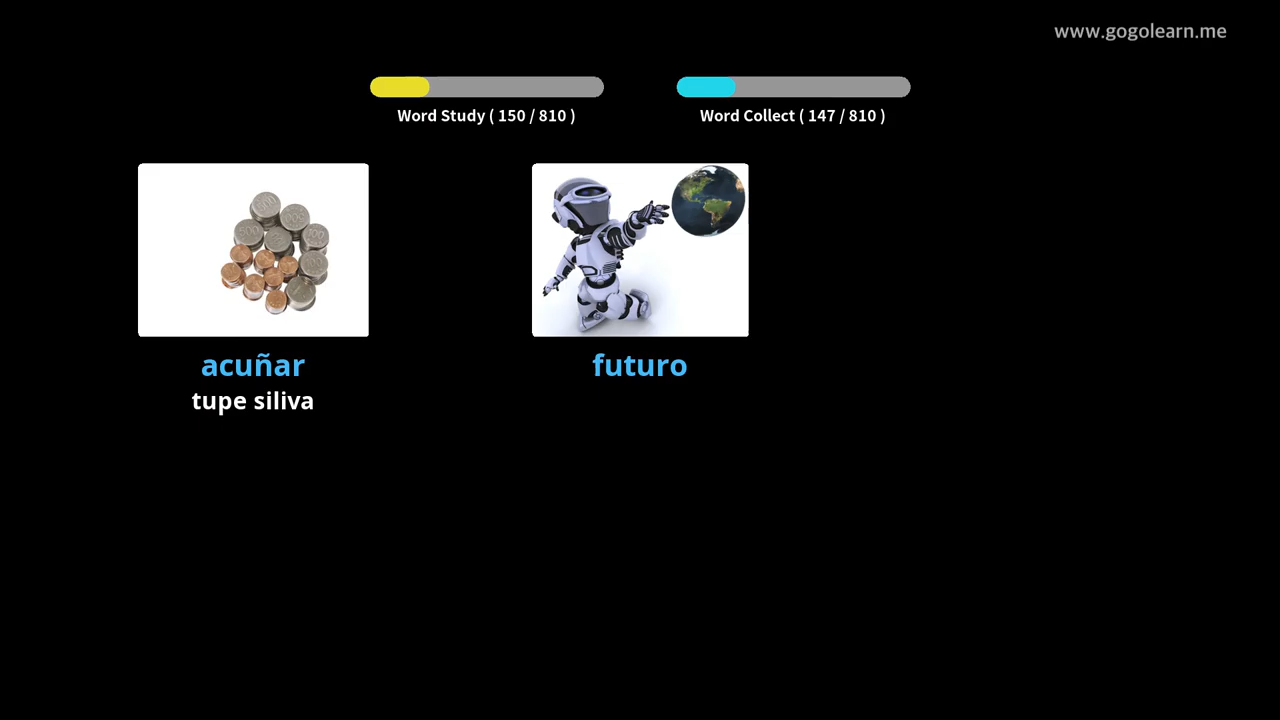 www.gogolearn.me
Word Study ( 150 / 810 )
Word Collect ( 147 / 810 )
acuñar
tupe siliva
futuro